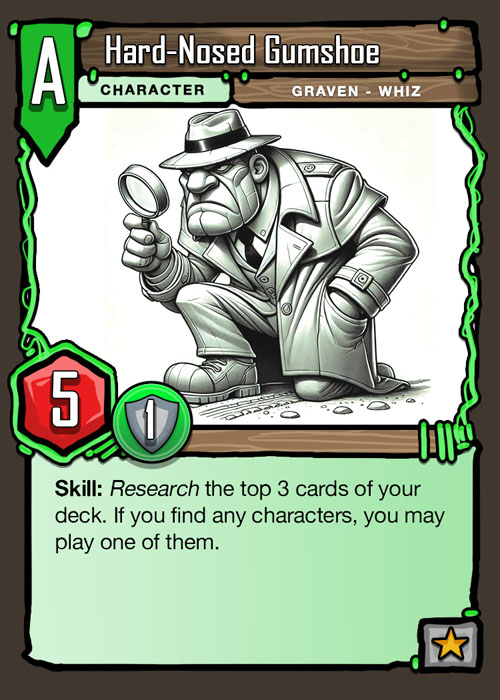 A
Hard-Nosed Gumshoe
CHARACTER
GRAVEN - WHIZ
5
1
Skill: Research the top 3 cards of your
deck. If you find any characters, you may
play one of them.